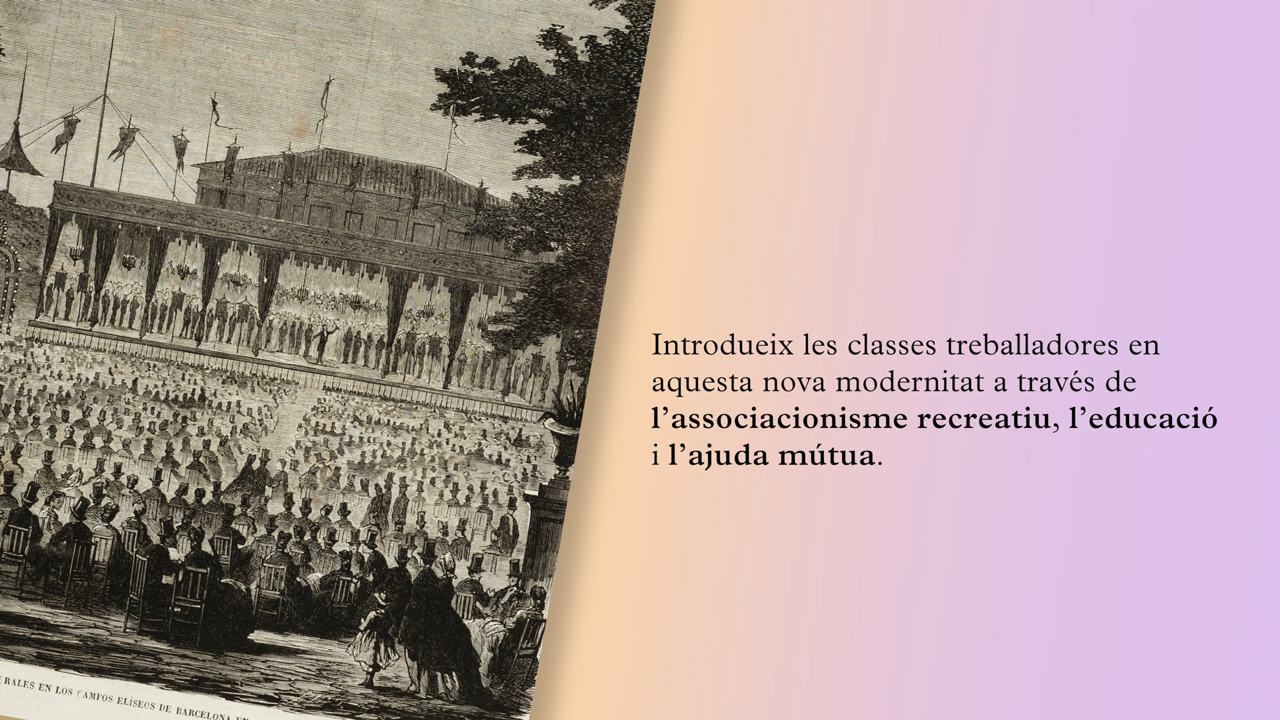 Introdueix les classes treballadores en
aquesta nova modernitat a través de
l’associacionisme recreatiu, l’educació
i l’ajuda mútua.
RALES EN LOS CAMPOS ELÍSEOS DE BARCELONA